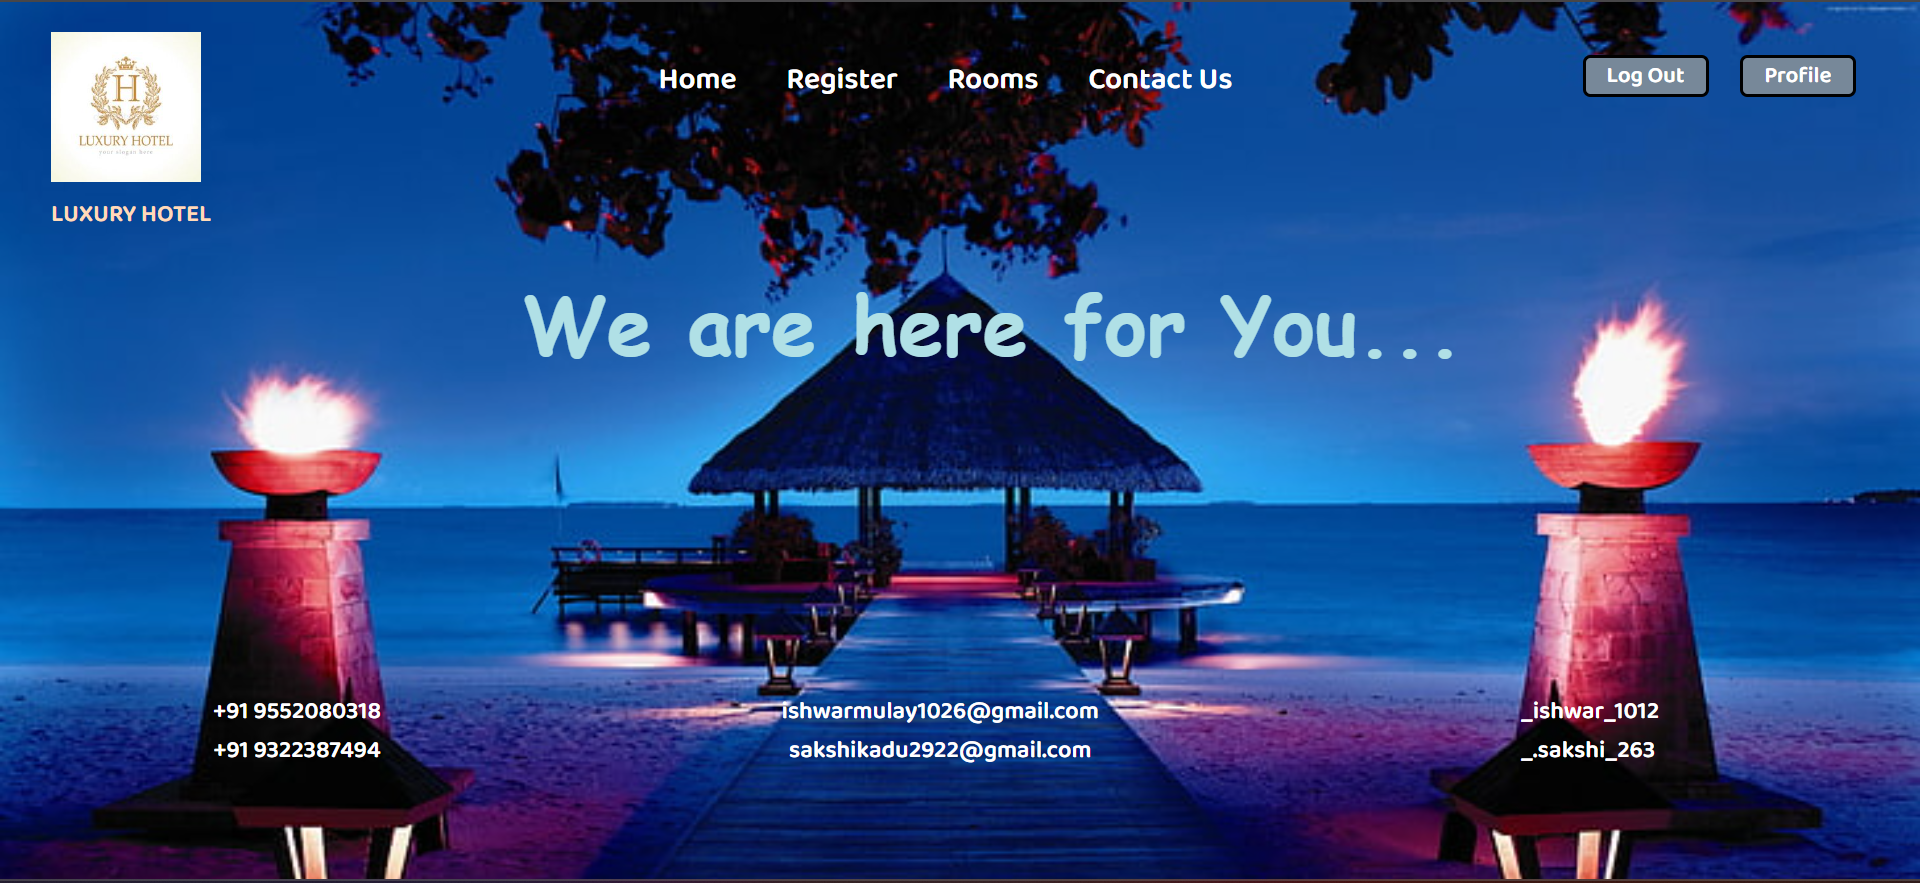 H
LUXURY HOTEL
your slogan here
LUXURY HOTEL
Home Register Rooms Contact Us
Log Out Profile
We are here for You...
+91 9552080318
+91 9322387494
ishwarmulay1026@gmail.com
sakshikadu2922@gmail.com
_ishwar_1012
_.sakshi_263